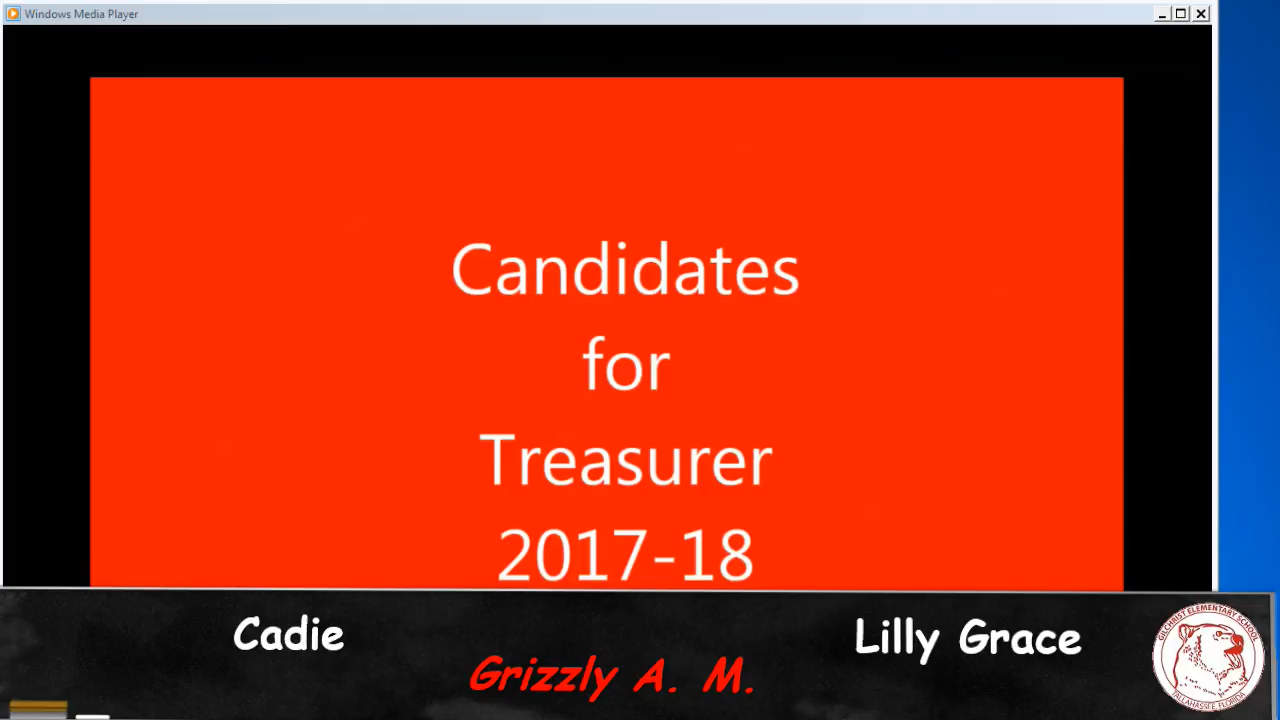 Windows Media Player
Candidates
for
Treasurer
2017-18
Cadie
Lilly Grace
Grizzly A. M.
GILCHRIST ELEMENTARY SCHOOL
TALLAHASSEE, FLORIDA